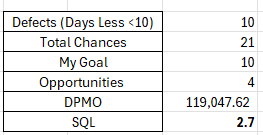 Defects (Days Less <10) 10
Total Chances 21
My Goal 10
Opportunities 4
DPMO 119,047.62
SQL 2.7